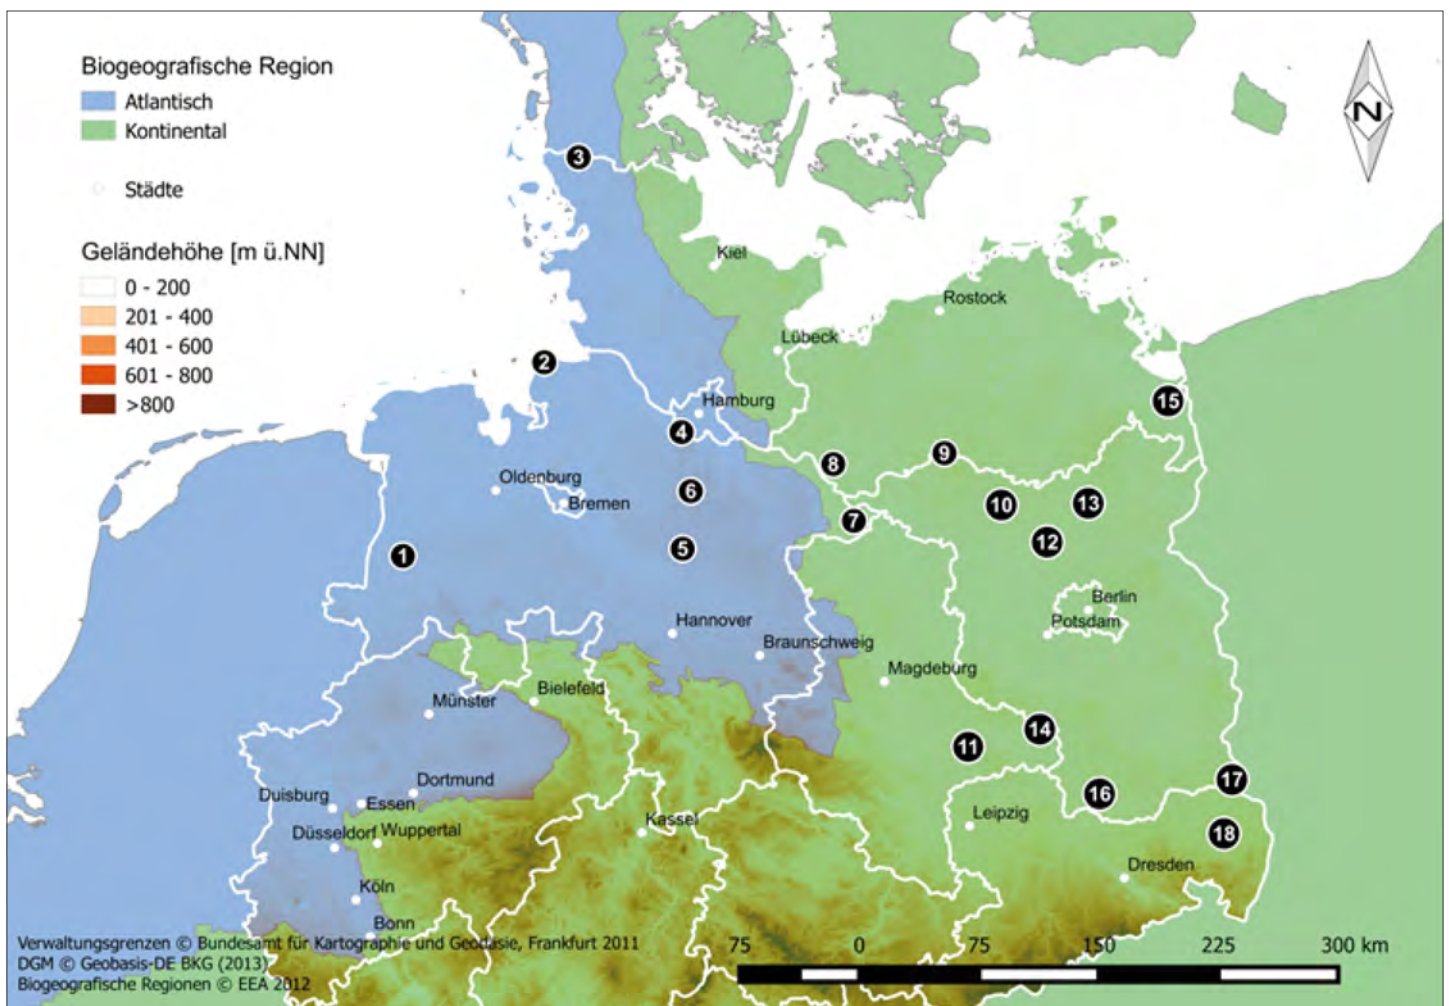 Biogeografische Region
Atlantisch
Kontinental
Städte
Geländehöhe [m ü.NN]
0 - 200
201 - 400
401 - 600
601 - 800
>800
N
3
Kiel
Rostock
Lübeck
2
15
Hamburg
4
8
9
Oldenburg
6
10
13
Bremen
7
12
5
1
Berlin
Hannover
Potsdam
Braunschweig
Magdeburg
Bielefeld
Münster
14
11
Dortmund
17
Duisburg
Essen
16
Leipzig
Kassel
Düsseldorf
Wuppertal
18
Dresden
Köln
Bonn
Verwaltungsgrenzen © Bundesamt für Kartographie und Geodäsie, Frankfurt 2011
DGM © Geobasis-DE BKG (2013)
Biogeografische Regionen © EEA 2012
75 0 75 150 225 300 km